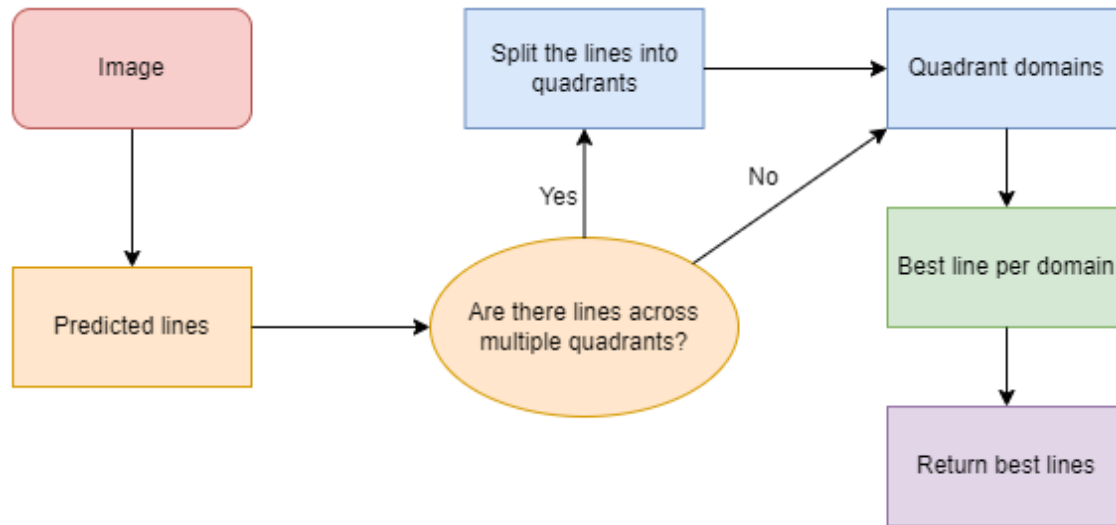 Image
Split the lines into
quadrants
Quadrant domains
Yes
No
Predicted lines
Are there lines across
multiple quadrants?
Best line per domain
Return best lines